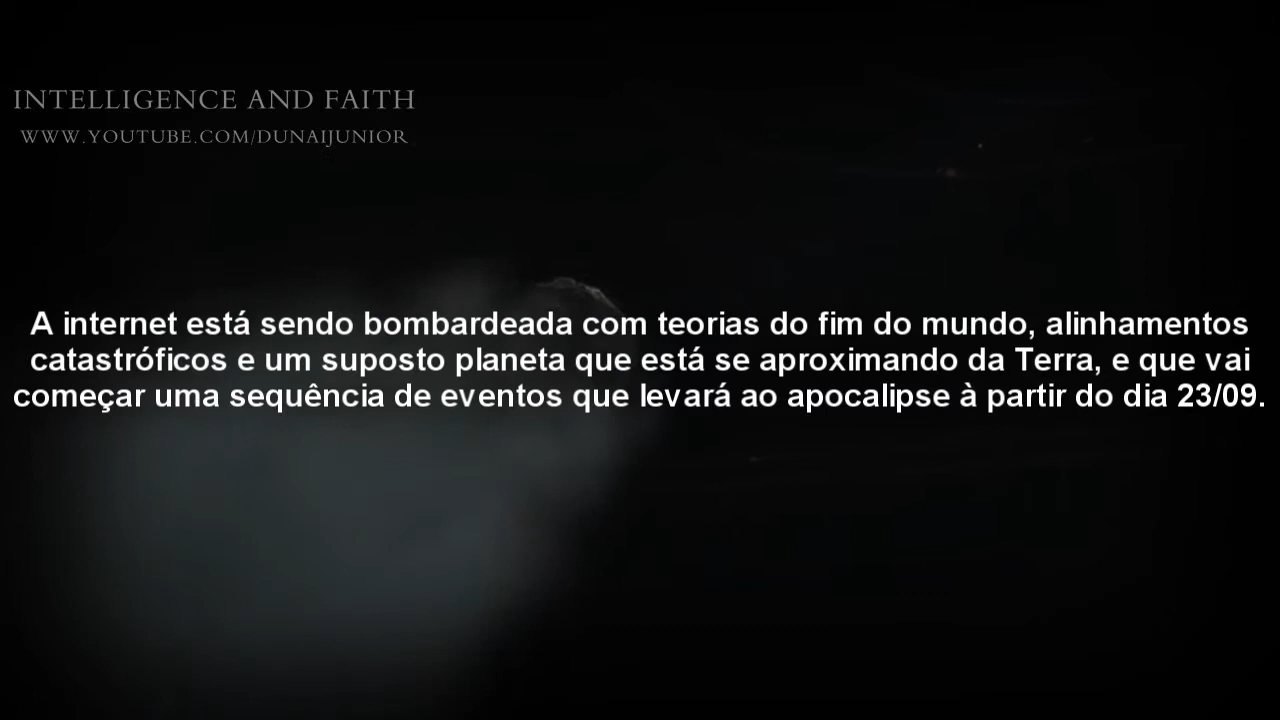 INTELLIGENCE AND FAITH
WWW.YOUTUBE.COM/DUNAIJUNIOR
A internet está sendo bombardeada com teorias do fim do mundo, alinhamentos
catastróficos e um suposto planeta que está se aproximando da Terra, e que vai
começar uma sequência de eventos que levará ao apocalipse à partir do dia 23/09.